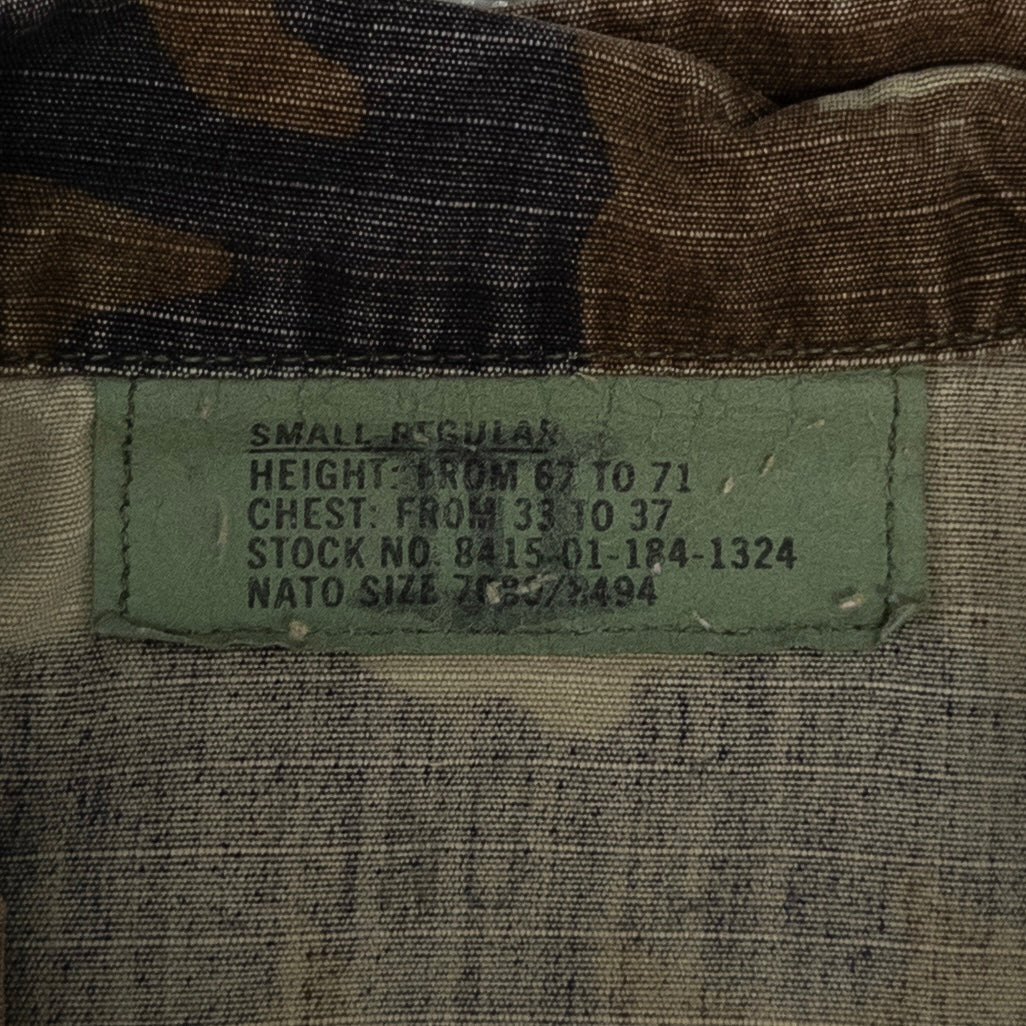 SMALL REGULAR
HEIGHT: FROM 67 TO 71
CHEST: FROM 33 TO 37
STOCK NO. 8415-01-184-1324
NATO SIZE